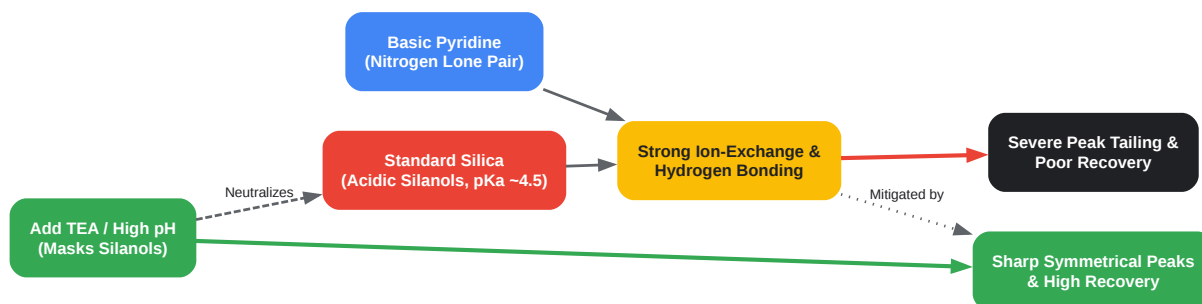 Basic Pyridine
(Nitrogen Lone Pair)
Standard Silica
(Acidic Silanols, pKa ~4.5)
Strong Ion-Exchange &
Hydrogen Bonding
Severe Peak Tailing &
Poor Recovery
Neutralizes
Mitigated by
Add TEA / High pH
(Masks Silanols)
Sharp Symmetrical Peaks
& High Recovery